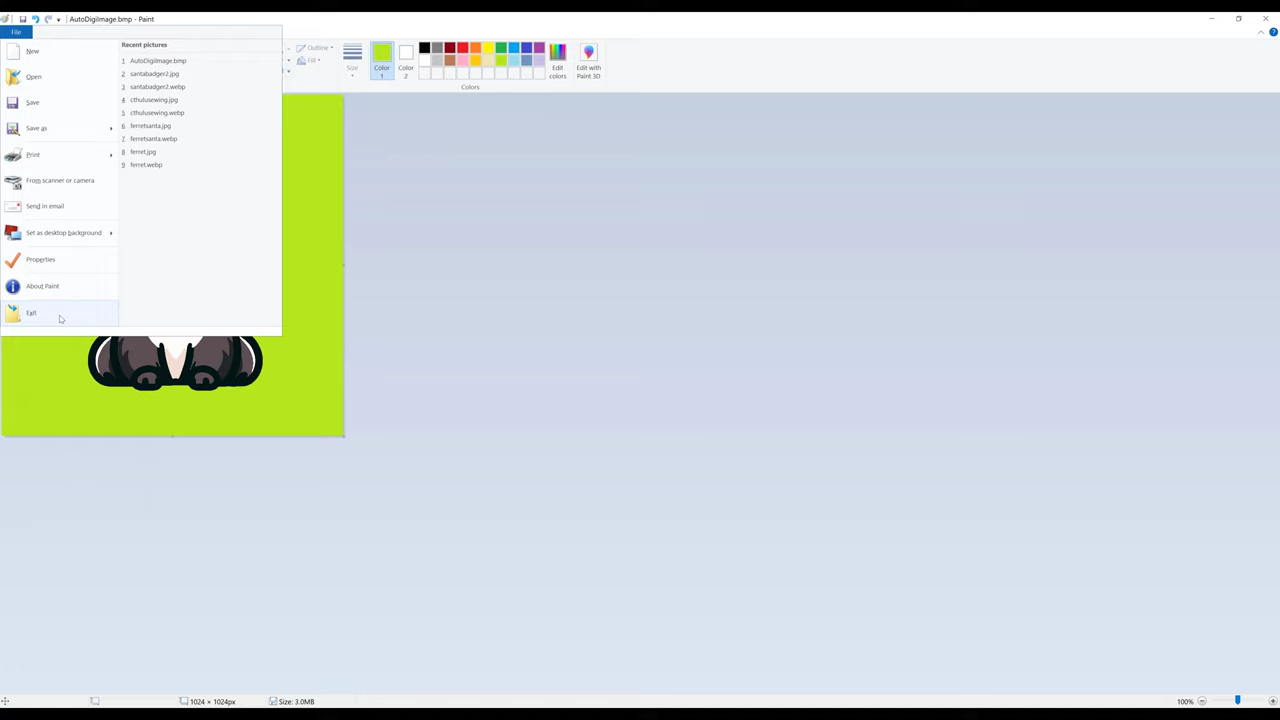 AutoDigiImage.bmp - Paint
File
New
Open
Save
Save as
Print
From scanner or camera
Send in email
Set as desktop background
Properties
About Paint
Exit
Recent pictures
1 AutoDigiImage.bmp
2 santabadger2.jpg
3 santabadger2.webp
4 cthulusewing.jpg
5 cthulusewing.webp
6 ferretsanta.jpg
7 ferretsanta.webp
8 ferret.jpg
9 ferret.webp
Outline
Fill
Size
Color
1
Color
2
Edit
colors
Edit with
Paint 3D
Colors
1024 × 1024px
Size: 3.0MB
100%